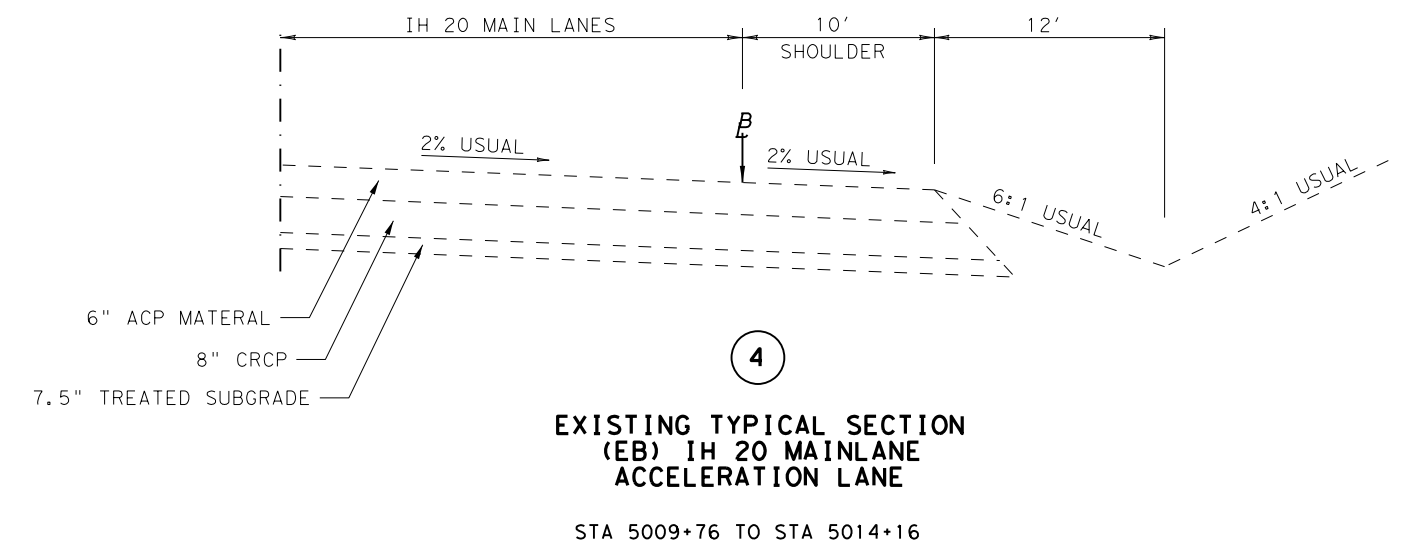 IH 20 MAIN LANES
10'
12'
SHOULDER
B
2% USUAL
2% USUAL
6:1 USUAL
4:1 USUAL
6" ACP MATERAL
8" CRCP
7.5" TREATED SUBGRADE
4
EXISTING TYPICAL SECTION
(EB) IH 20 MAINLANE
ACCELERATION LANE
STA 5009+76 TO STA 5014+16